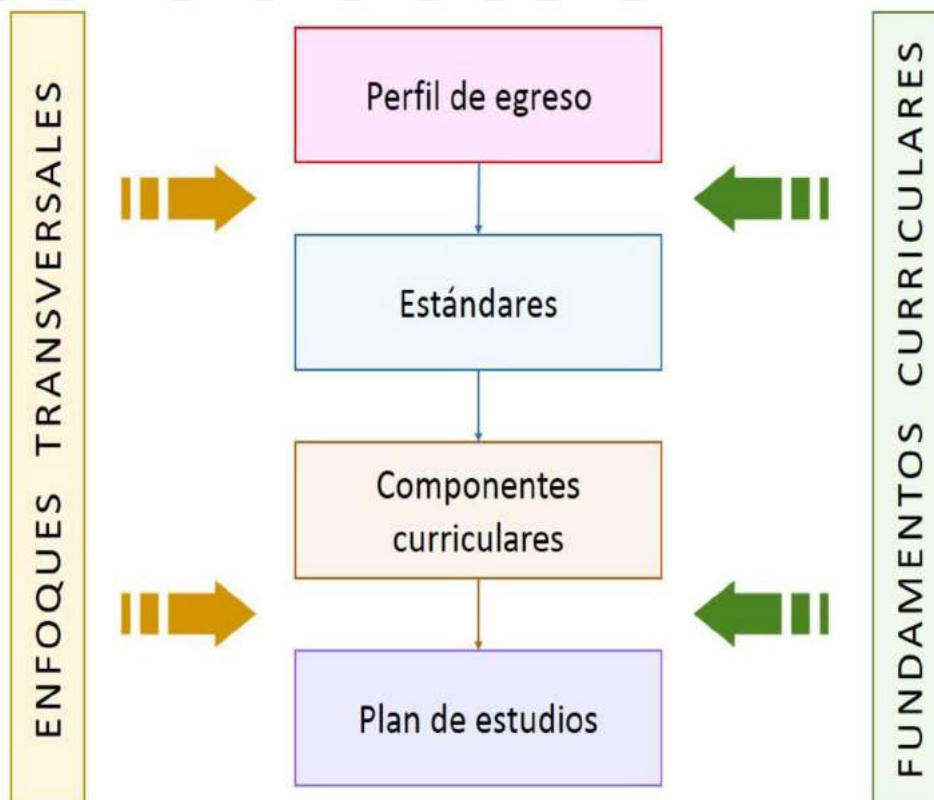 ENFOQUES TRANSVERSALES
Perfil de egreso
Estándares
Componentes
curriculares
Plan de estudios
FUNDAMENTOS CURRICULARES